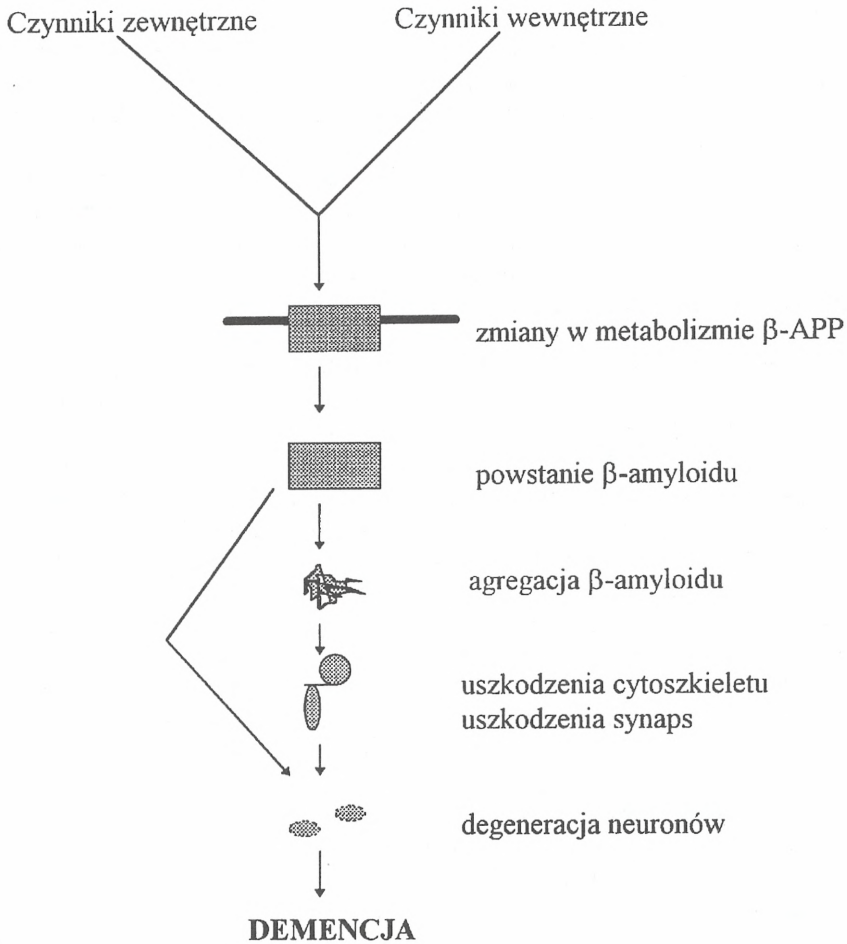 Czynniki zewnętrzne
Czynniki wewnętrzne
zmiany w metabolizmie β-APP
powstanie β-amyloidu
agregacja β-amyloidu
uszkodzenia cytoszkieletu
uszkodzenia synaps
degeneracja neuronów
DEMENCJA